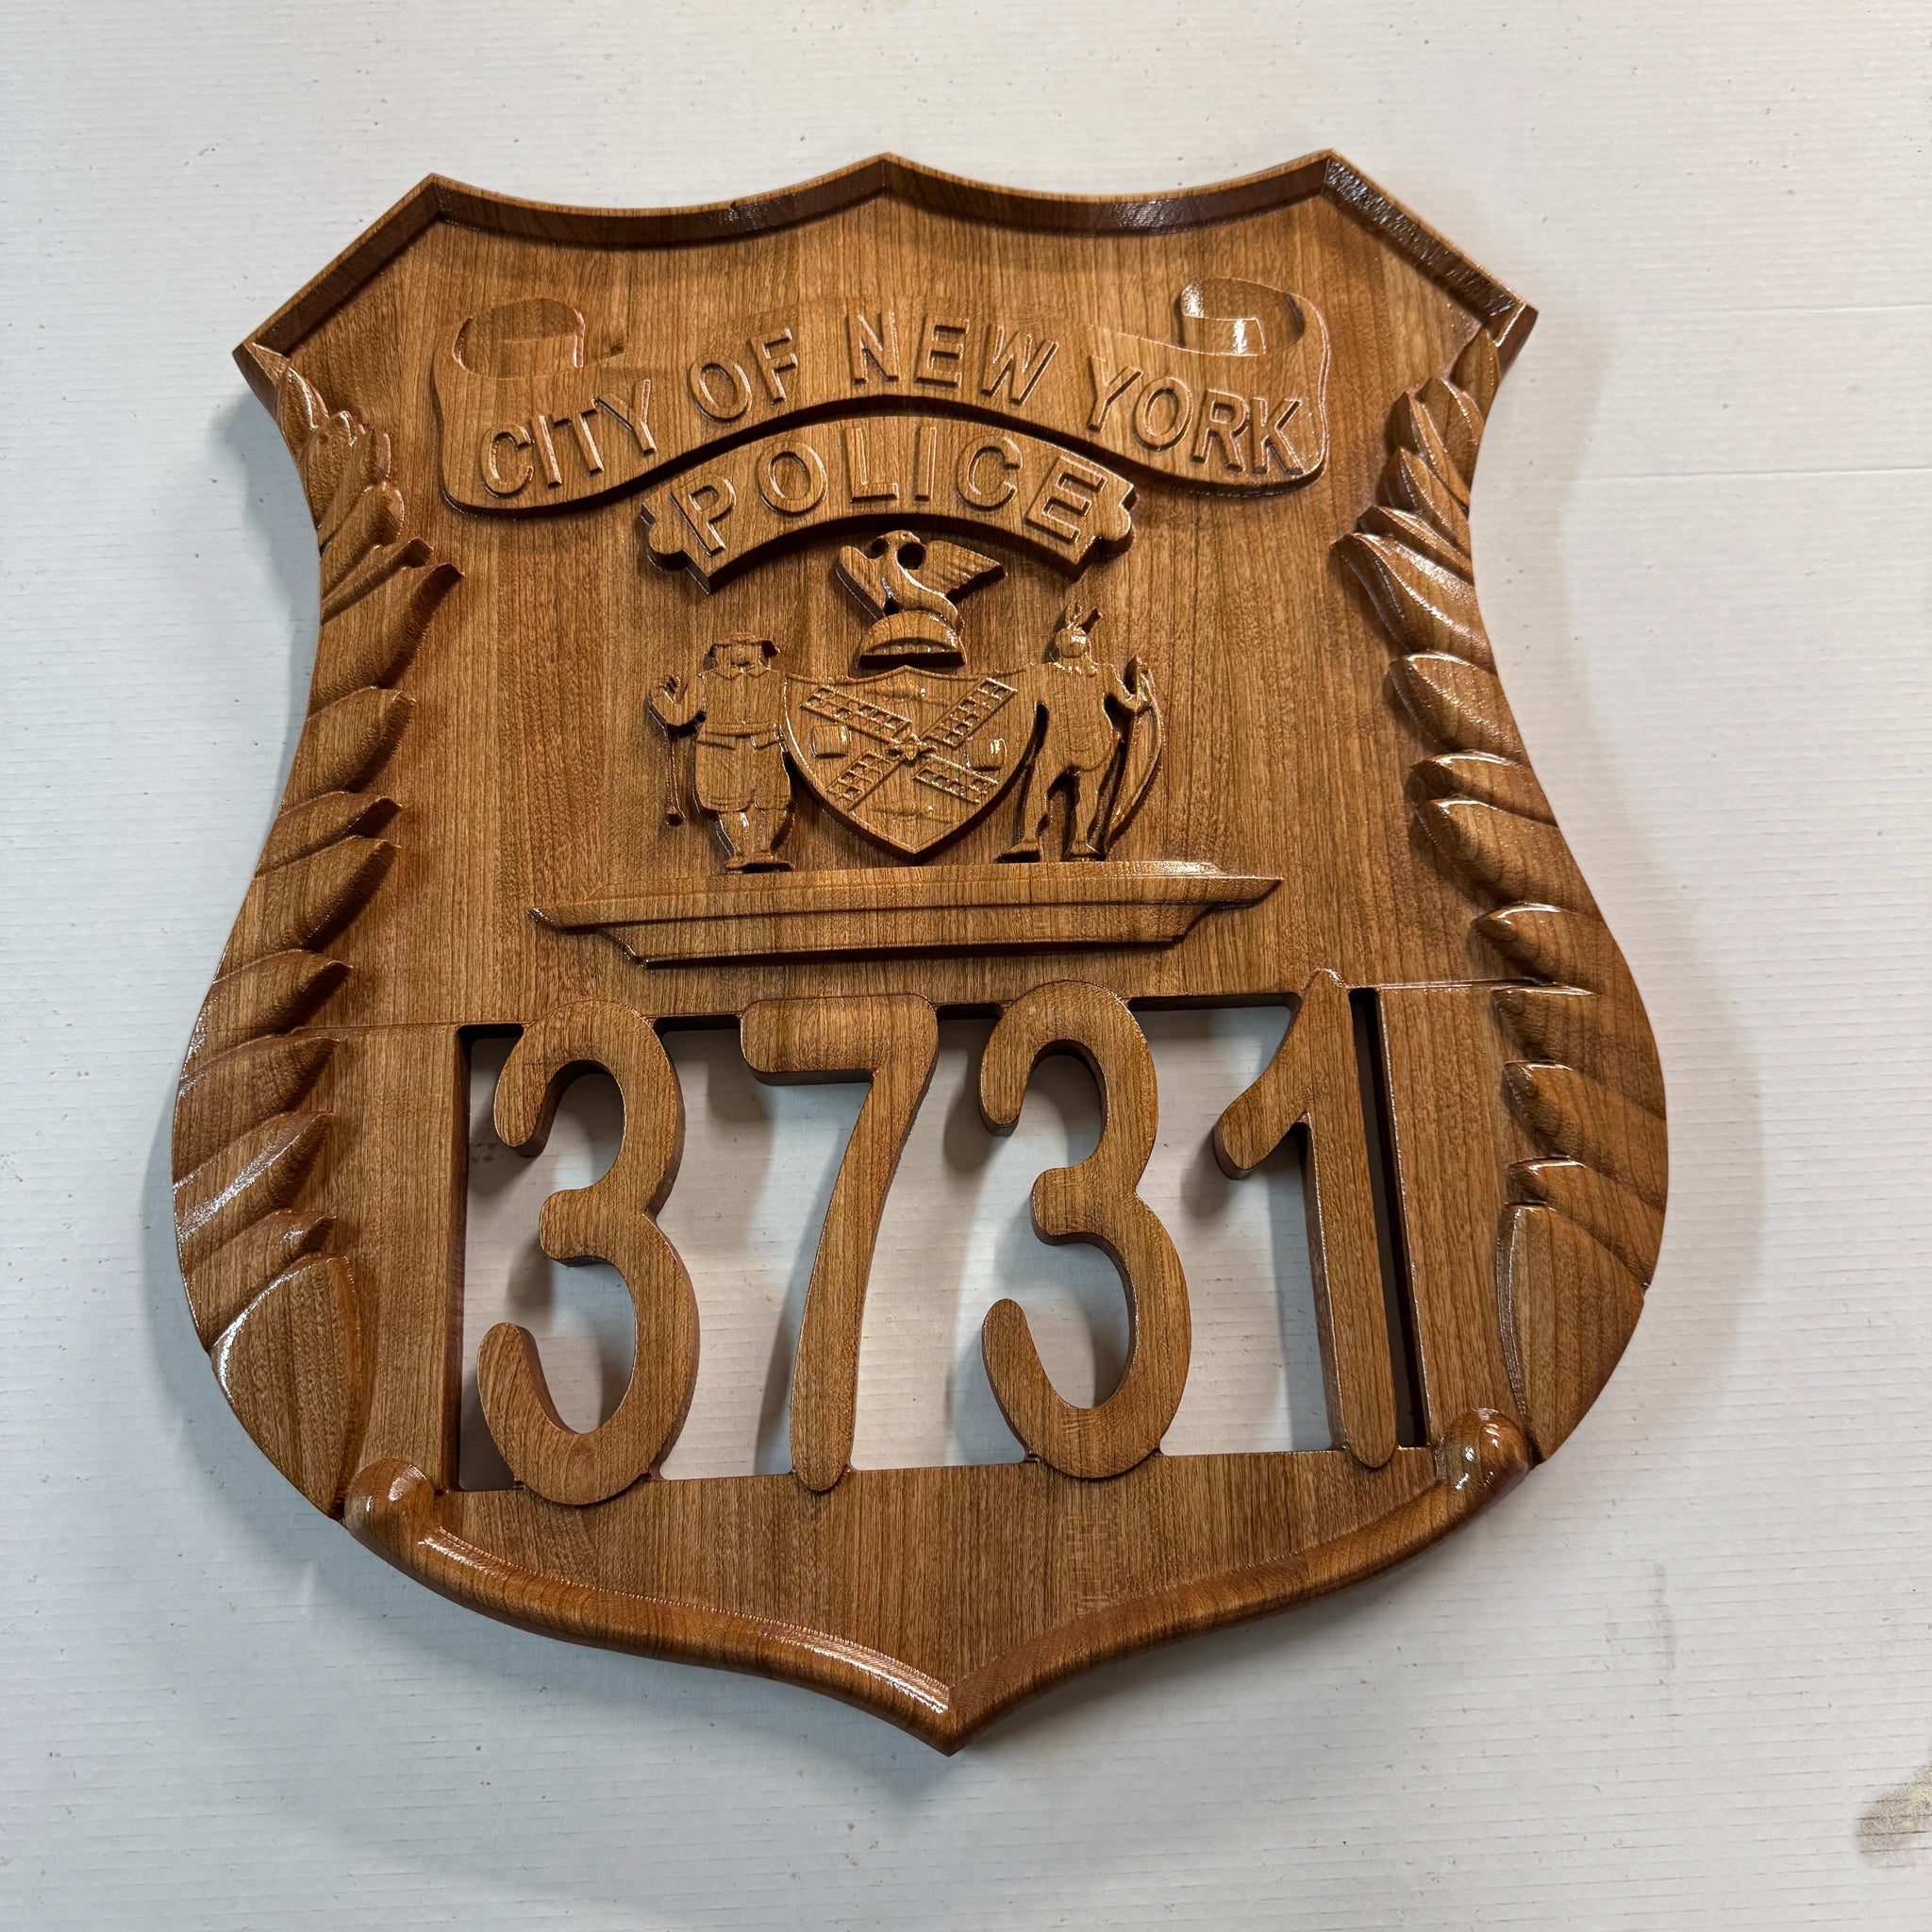 CITY OF NEW YORK
POLICE
3731